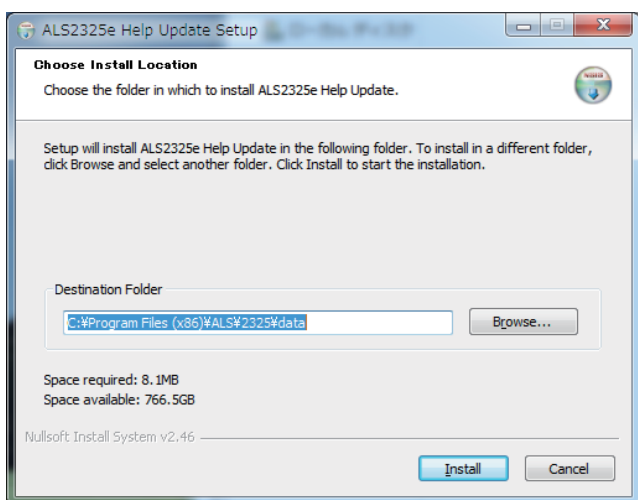 ALS2325e Help Update Setup
Choose Install Location
Choose the folder in which to install ALS2325e Help Update.
Setup will install ALS2325e Help Update in the following folder. To install in a different folder,
click Browse and select another folder. Click Install to start the installation.
Destination Folder
C:¥Program Files (x86)¥ALS¥2325¥data
Browse...
Space required: 8.1MB
Space available: 766.5GB
Nullsoft Install System v2.46
Install
Cancel